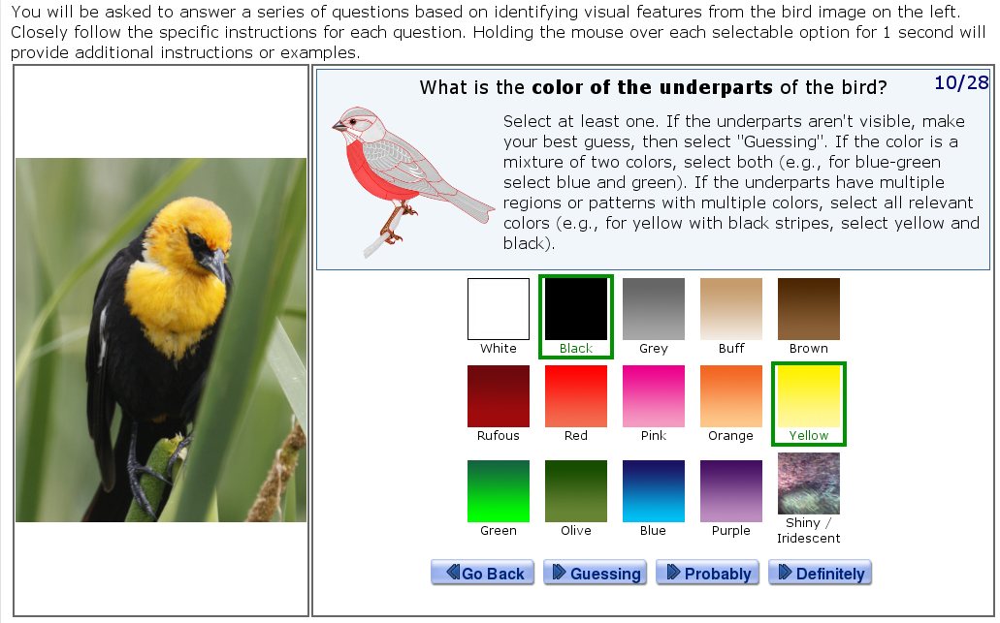 You will be asked to answer a series of questions based on identifying visual features from the bird image on the left.
Closely follow the specific instructions for each question. Holding the mouse over each selectable option for 1 second will
provide additional instructions or examples.
What is the color of the underparts of the bird?
10/28
Select at least one. If the underparts aren't visible, make
your best guess, then select "Guessing". If the color is a
mixture of two colors, select both (e.g., for blue-green
select blue and green). If the underparts have multiple
regions or patterns with multiple colors, select all relevant
colors (e.g., for yellow with black stripes, select yellow and
black).
White Black Grey Buff Brown
Rufous Red Pink Orange Yellow
Green Olive Blue Purple Shiny /
Iridescent
Go Back Guessing Probably Definitely